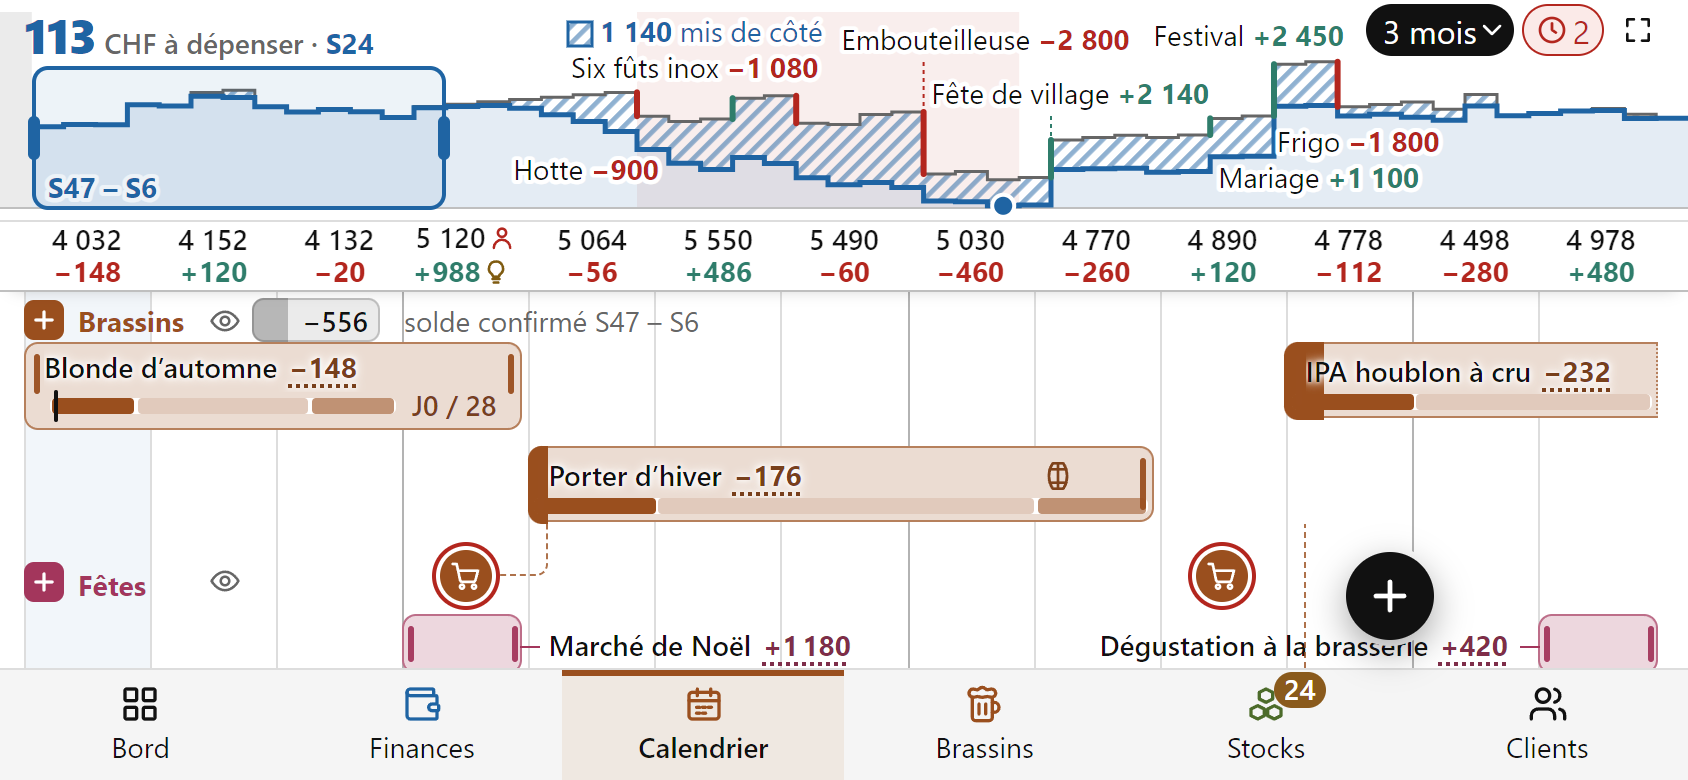 113 CHF à dépenser · S24
1 140 mis de côté
Embouteilleuse −2 800
Festival +2 450
3 mois
2
Six fûts inox −1 080
Fête de village +2 140
Hotte −900
Frigo −1 800
Mariage +1 100
S47 – S6
4 032 4 152 4 132 5 120 5 064 5 550 5 490 5 030 4 770 4 890 4 778 4 498 4 978
−148 +120 −20 +988 −56 +486 −60 −460 −260 +120 −112 −280 +480
Brassins −556 solde confirmé S47 – S6
Blonde d’automne −148
J0 / 28
IPA houblon à cru −232
Porter d’hiver −176
Fêtes
Marché de Noël +1 180
Dégustation à la brasserie +420
24
Bord Finances Calendrier Brassins Stocks Clients